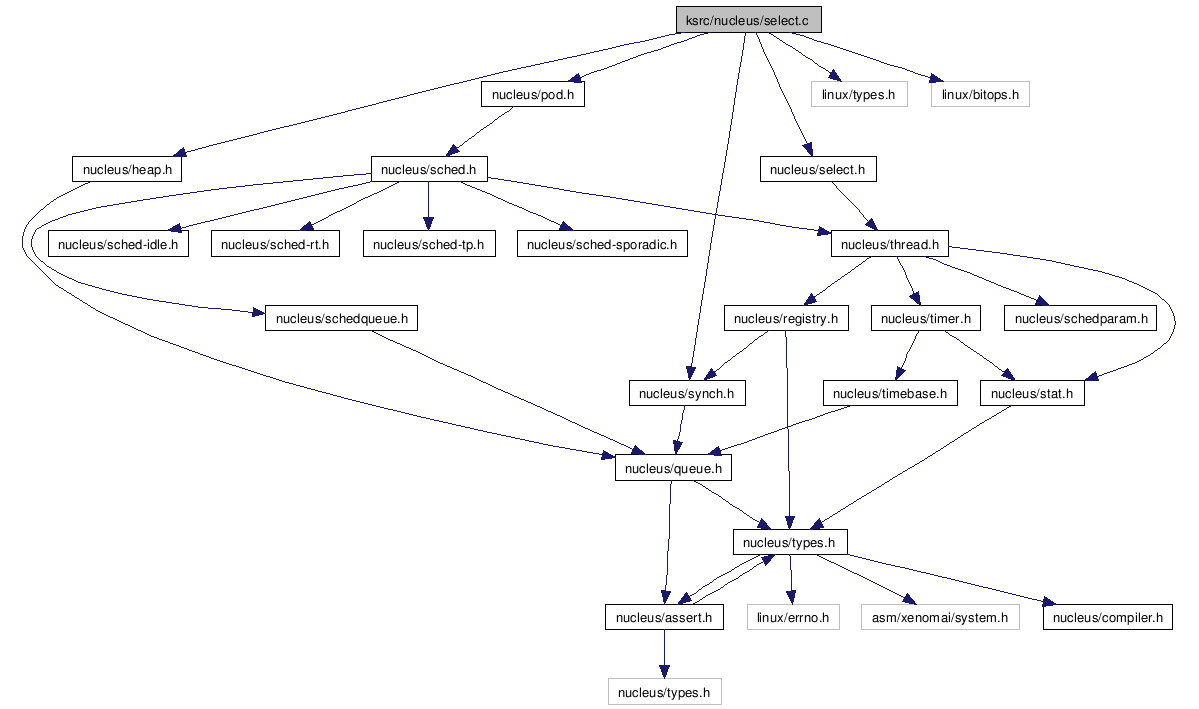 ksrc/nucleus/select.c
nucleus/pod.h
linux/types.h
linux/bitops.h
nucleus/heap.h
nucleus/sched.h
nucleus/select.h
nucleus/sched-idle.h
nucleus/sched-rt.h
nucleus/sched-tp.h
nucleus/sched-sporadic.h
nucleus/thread.h
nucleus/schedqueue.h
nucleus/registry.h
nucleus/timer.h
nucleus/schedparam.h
nucleus/synch.h
nucleus/timebase.h
nucleus/stat.h
nucleus/queue.h
nucleus/types.h
nucleus/assert.h
linux/errno.h
asm/xenomai/system.h
nucleus/compiler.h
nucleus/types.h